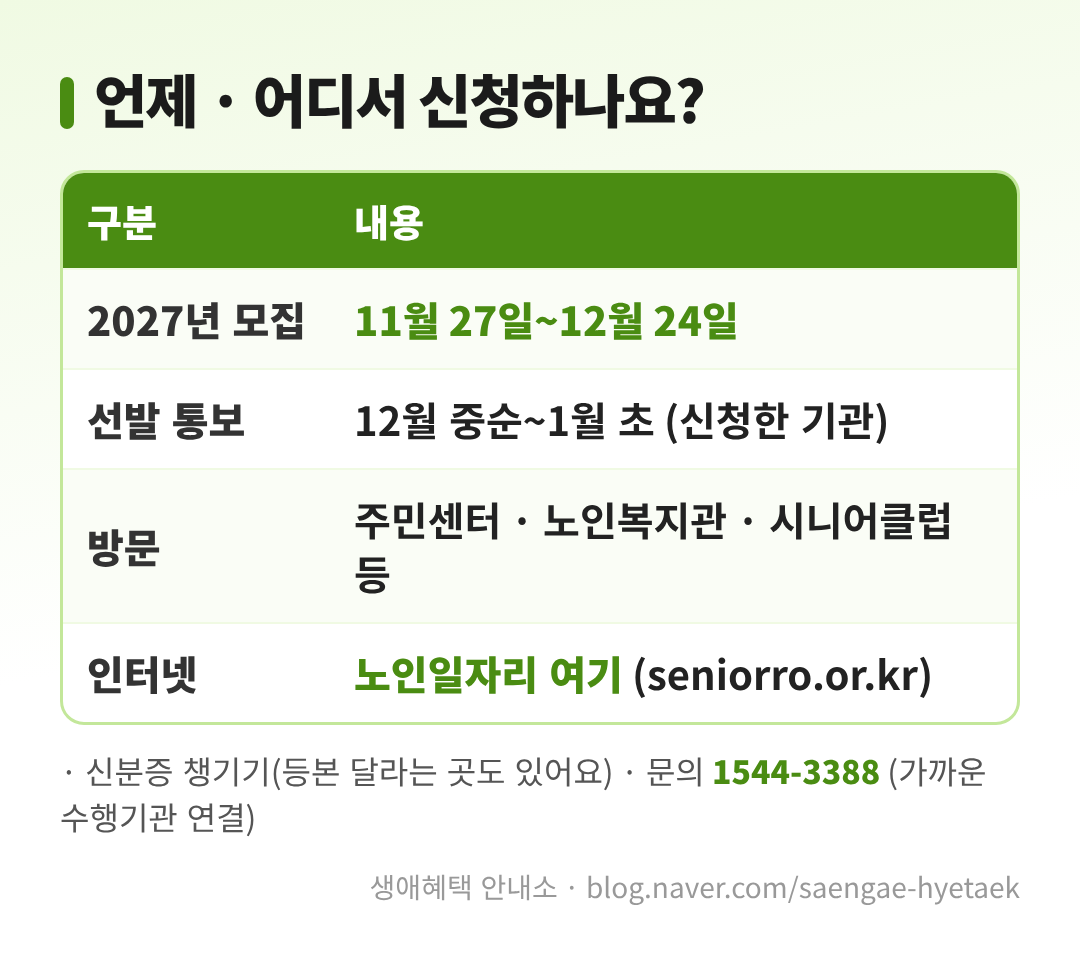 언제 · 어디서 신청하나요?
구분 내용
2027년 모집 11월 27일~12월 24일
선발 통보 12월 중순~1월 초 (신청한 기관)
방문 주민센터 · 노인복지관 · 시니어클럽
등
인터넷 노인일자리 여기 (seniorro.or.kr)
· 신분증 챙기기(등본 달라는 곳도 있어요) · 문의 1544-3388 (가까운
수행기관 연결)
생애혜택 안내소 · blog.naver.com/saengae-hyetaek